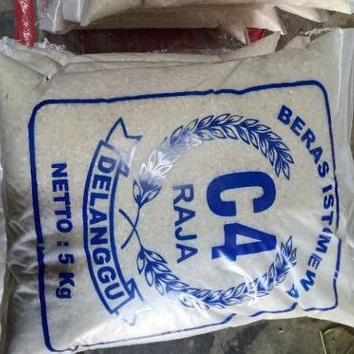 BERAS ISTIMEWA
C4
RAJA
DELANGGU
NETTO : 5 Kg